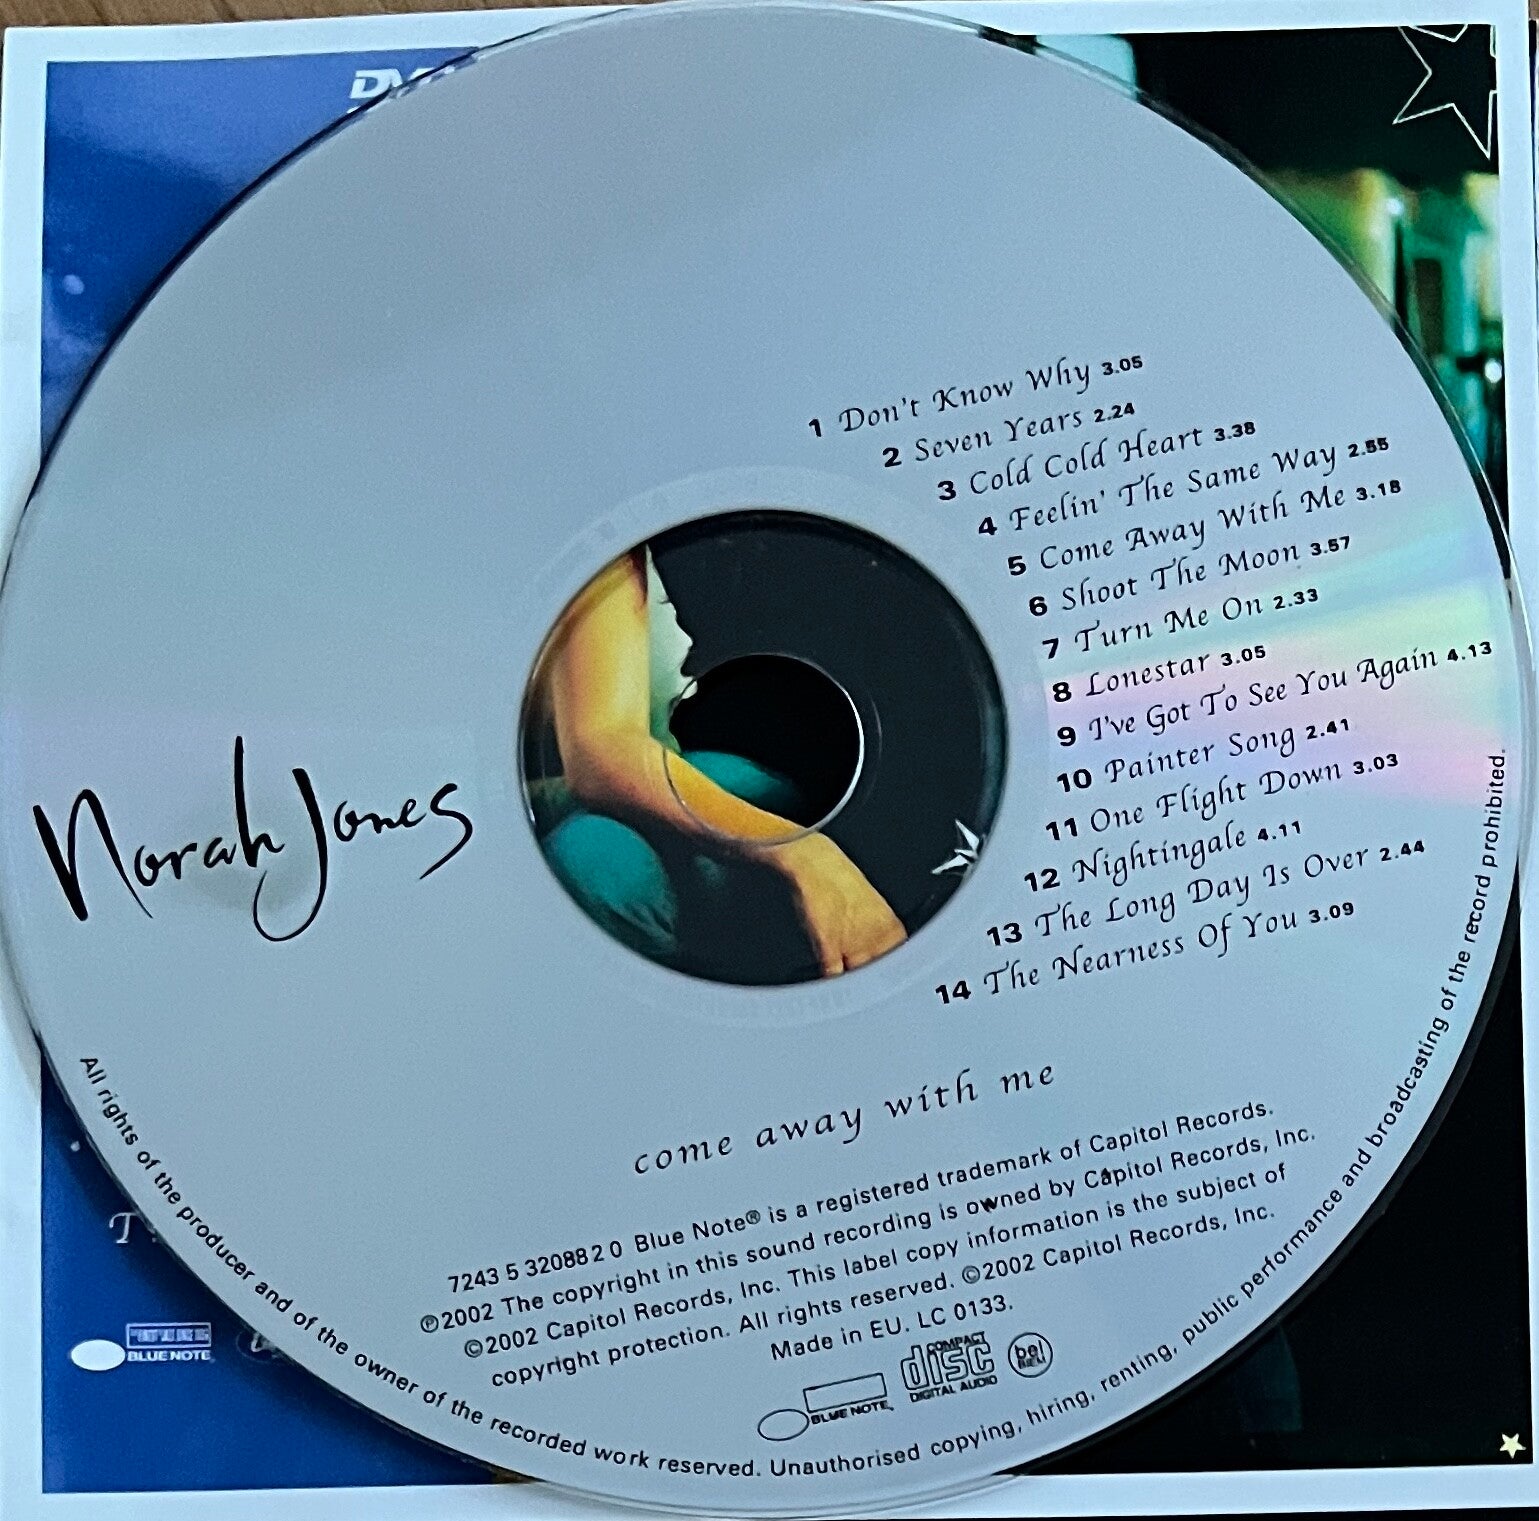 1 Don't Know Why 3.05
2 Seven Years 2.24
3 Cold Cold Heart 3.38
4 Feelin' The Same Way 2.55
5 Come Away With Me 3.18
6 Shoot The Moon 3.57
7 Turn Me On 2.33
8 Lonestar 3.05
9 I've Got To See You Again 4.13
10 Painter Song 2.41
11 One Flight Down 3.03
12 Nightingale 4.11
13 The Long Day Is Over 2.44
14 The Nearness Of You 3.09
Norah Jones
come away with me
7243 5 32088 2 0 Blue Note® is a registered trademark of Capitol Records.
℗2002 The copyright in this sound recording is owned by Capitol Records, Inc.
©2002 Capitol Records, Inc. This label copy information is the subject of
copyright protection. All rights reserved. ©2002 Capitol Records, Inc.
Made in EU. LC 0133.
BLUE NOTE
COMPACT
disc
DIGITAL AUDIO
bel
BIEM
All rights of the producer and of the owner of the recorded work reserved. Unauthorised copying, hiring, renting, public performance and broadcasting of the record prohibited.
BLUE NOTE